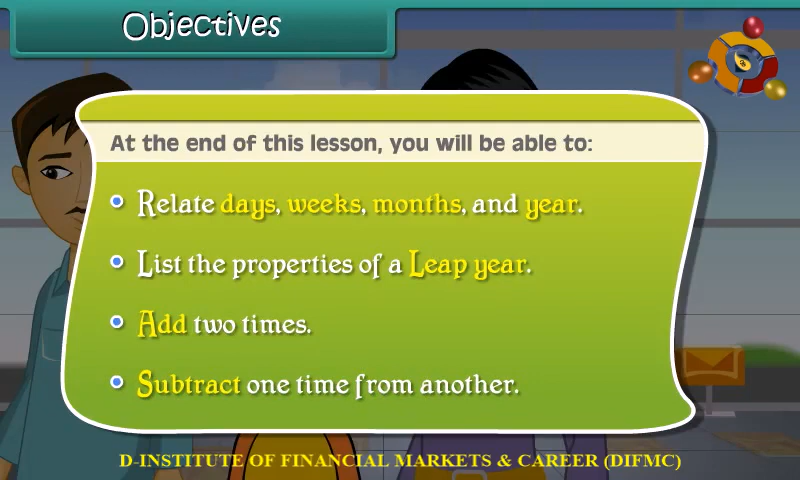 Objectives
At the end of this lesson, you will be able to:
Relate days, weeks, months, and year.
List the properties of a Leap year.
Add two times.
Subtract one time from another.
D-INSTITUTE OF FINANCIAL MARKETS & CAREER (DIFMC)